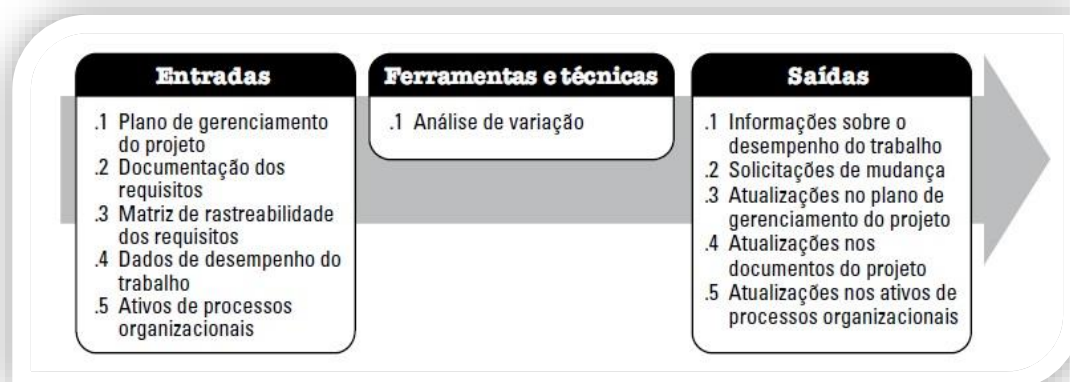 Entradas
.1 Plano de gerenciamento
do projeto
.2 Documentação dos
requisitos
.3 Matriz de rastreabilidade
dos requisitos
.4 Dados de desempenho do
trabalho
.5 Ativos de processos
organizacionais
Ferramentas e técnicas
.1 Análise de variação
Saídas
.1 Informações sobre o
desempenho do trabalho
.2 Solicitações de mudança
.3 Atualizações no plano de
gerenciamento do projeto
.4 Atualizações nos
documentos do projeto
.5 Atualizações nos ativos de
processos organizacionais